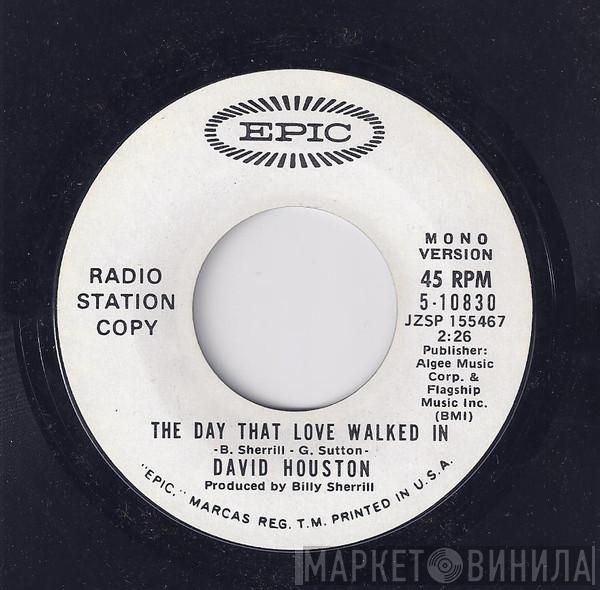 EPIC
RADIO
STATION
COPY
MONO
VERSION
45 RPM
5-10830
JZSP 155467
2:26
Publisher:
Algee Music
Corp. &
Flagship
Music Inc.
(BMI)
THE DAY THAT LOVE WALKED IN
-B. Sherrill - G. Sutton-
DAVID HOUSTON
Produced by Billy Sherrill
"EPIC," MARCAS REG. T.M. PRINTED IN U.S.A.
МАРКЕТ ВИНИЛА